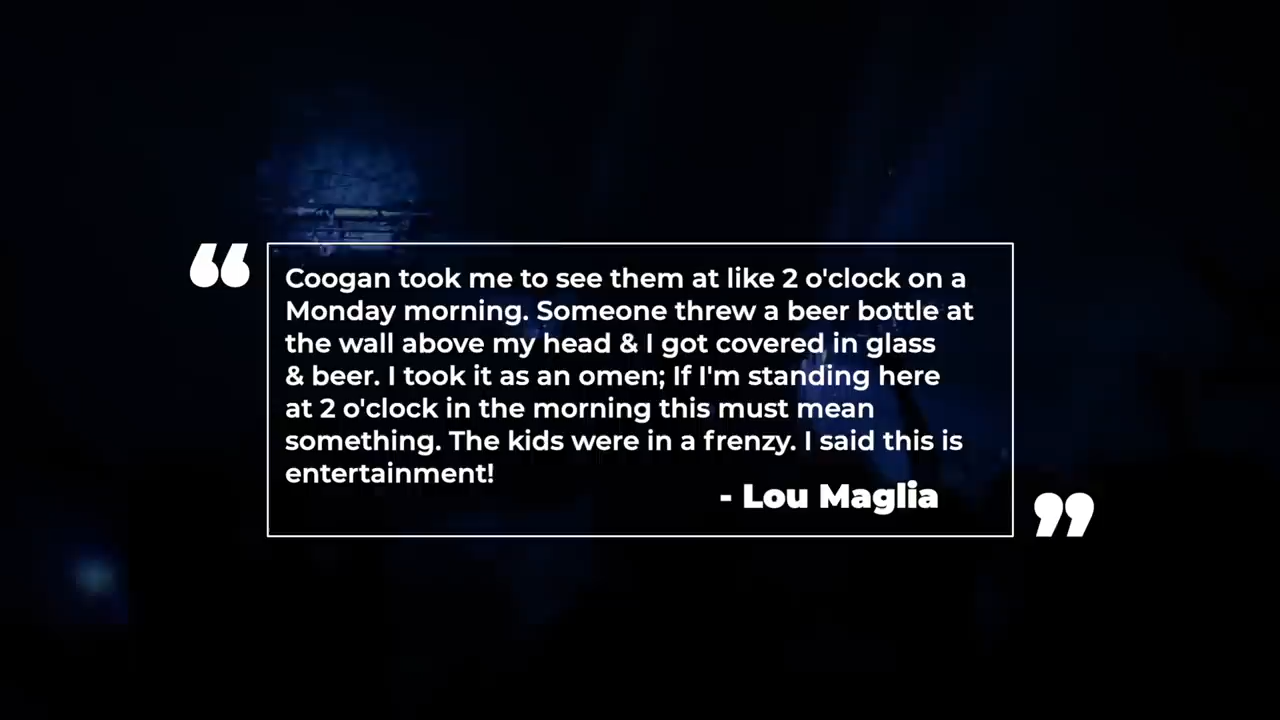 “
Coogan took me to see them at like 2 o'clock on a
Monday morning. Someone threw a beer bottle at
the wall above my head & I got covered in glass
& beer. I took it as an omen; If I'm standing here
at 2 o'clock in the morning this must mean
something. The kids were in a frenzy. I said this is
entertainment!
- Lou Maglia
”